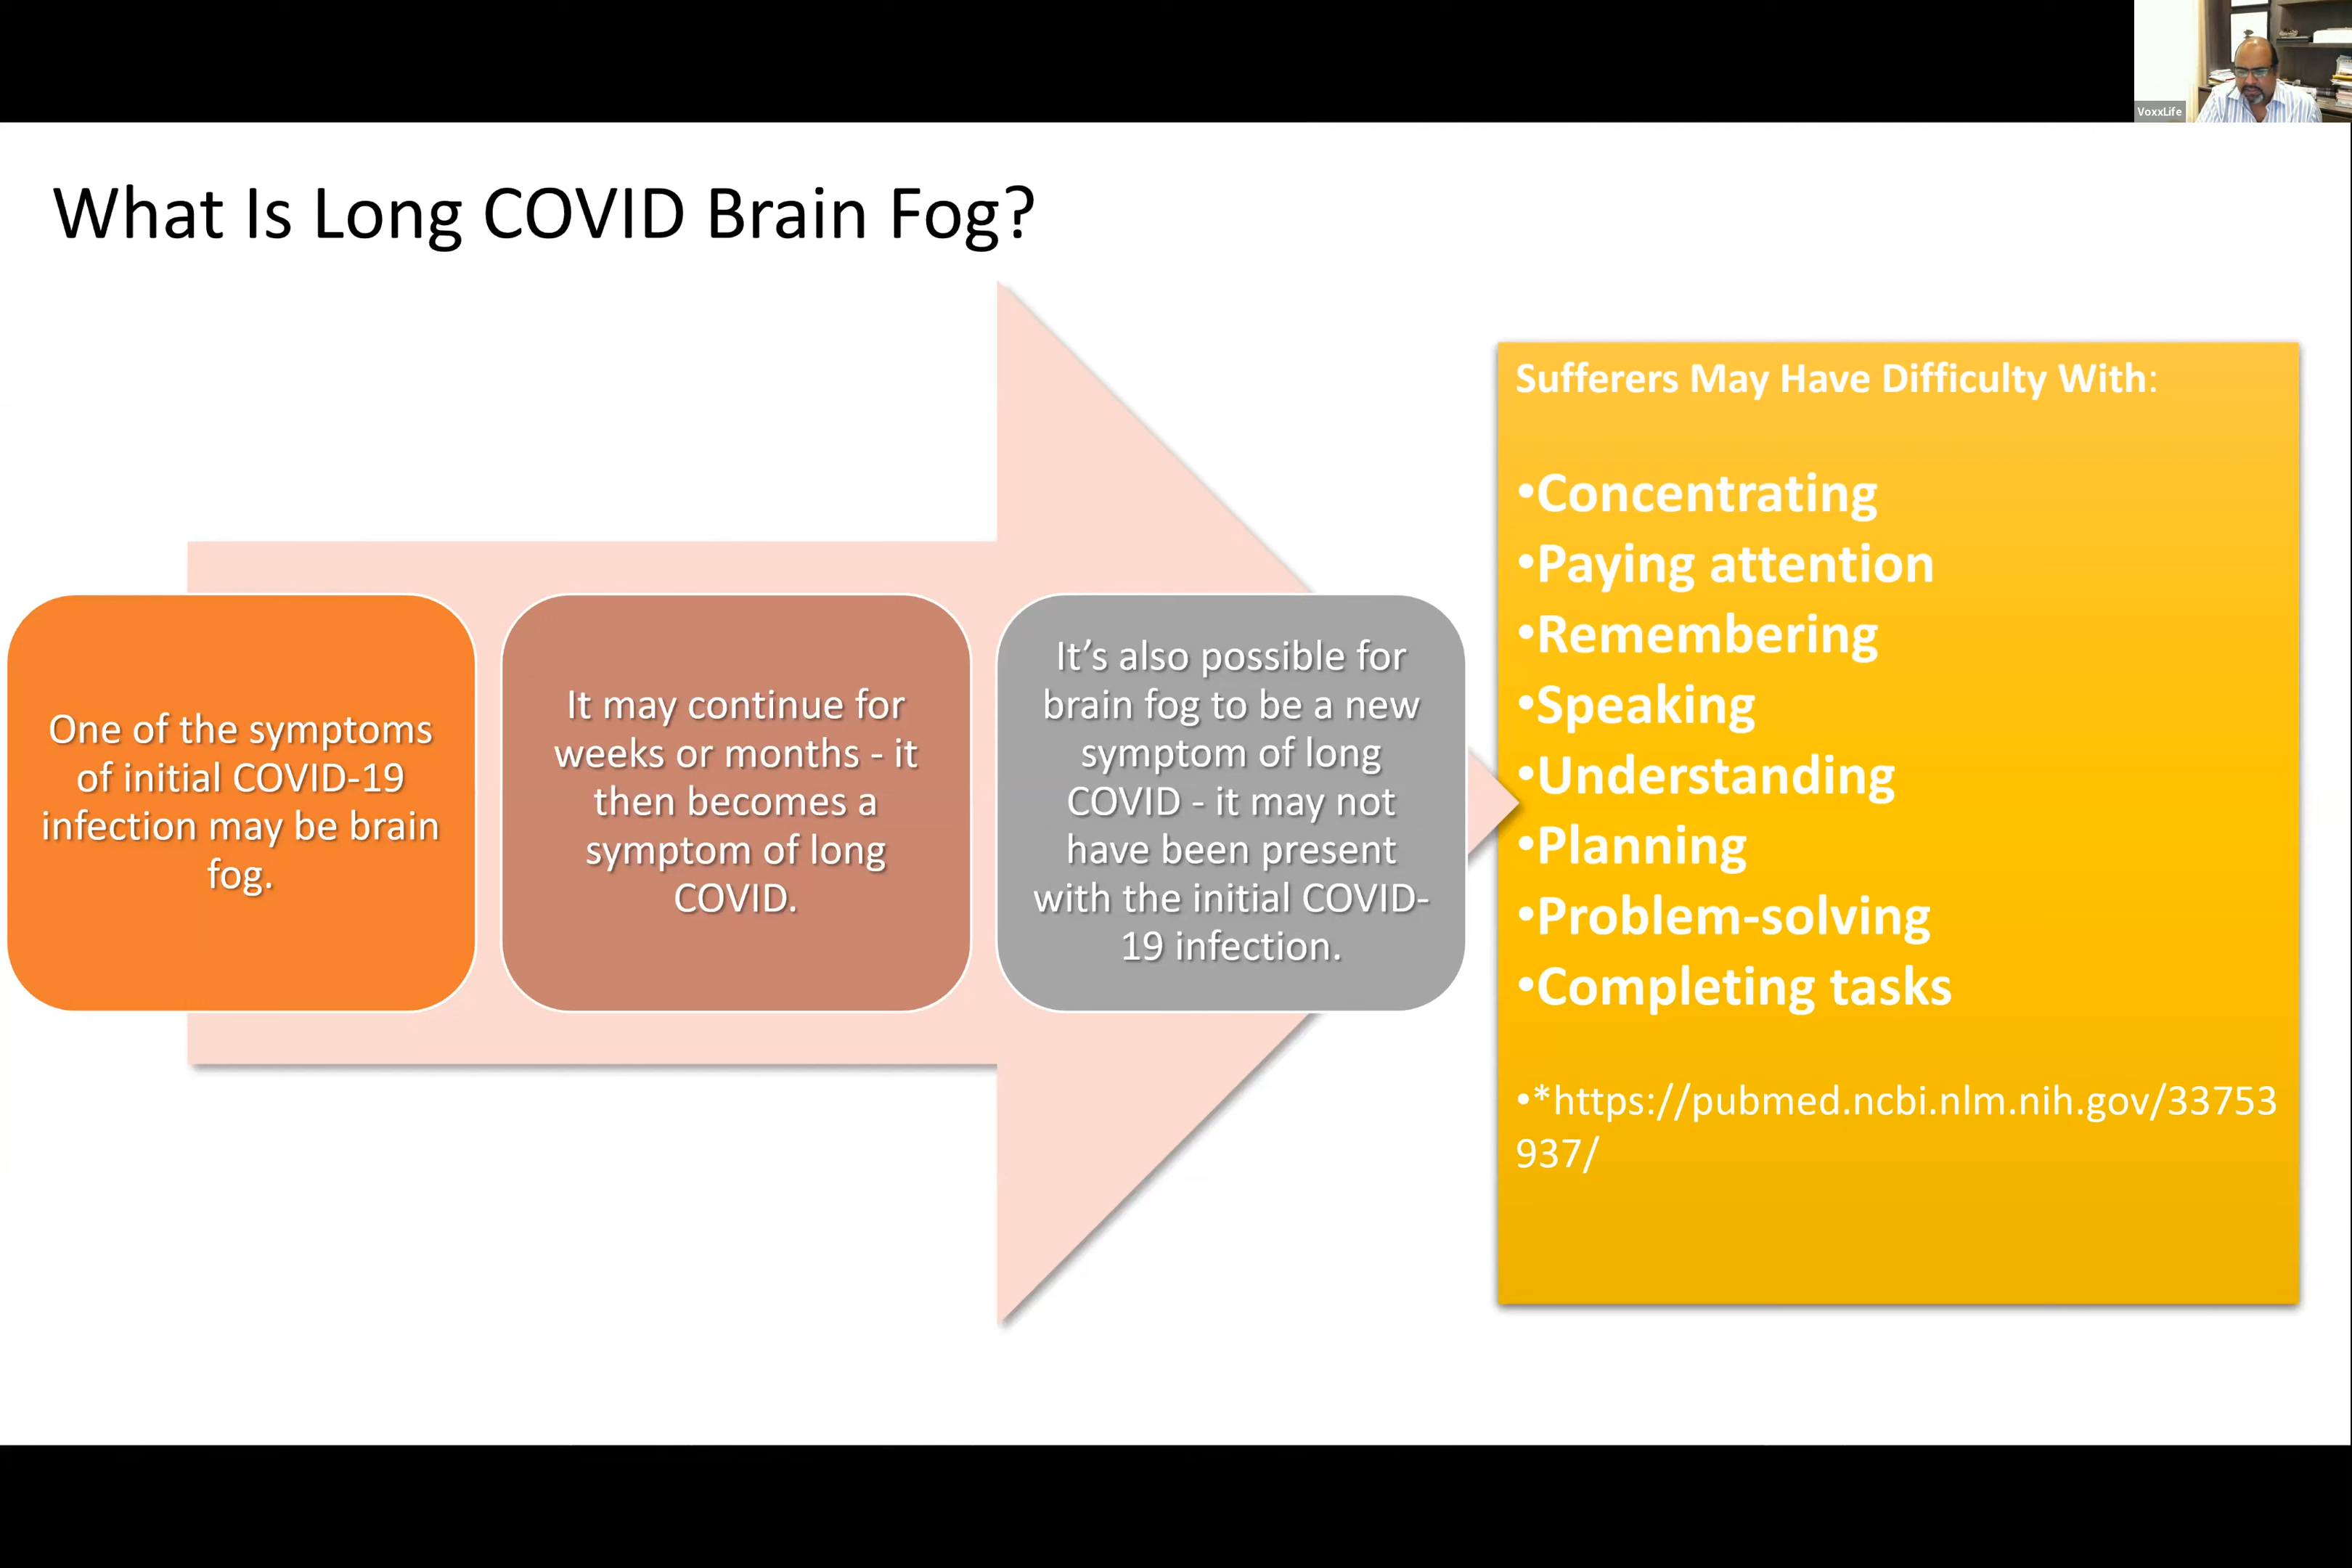 VoxxLife
What Is Long COVID Brain Fog?
One of the symptoms
of initial COVID-19
infection may be brain
fog.
It may continue for
weeks or months - it
then becomes a
symptom of long
COVID.
It’s also possible for
brain fog to be a new
symptom of long
COVID - it may not
have been present
with the initial COVID-
19 infection.
Sufferers May Have Difficulty With:
•Concentrating
•Paying attention
•Remembering
•Speaking
•Understanding
•Planning
•Problem-solving
•Completing tasks
•*https://pubmed.ncbi.nlm.nih.gov/33753
937/